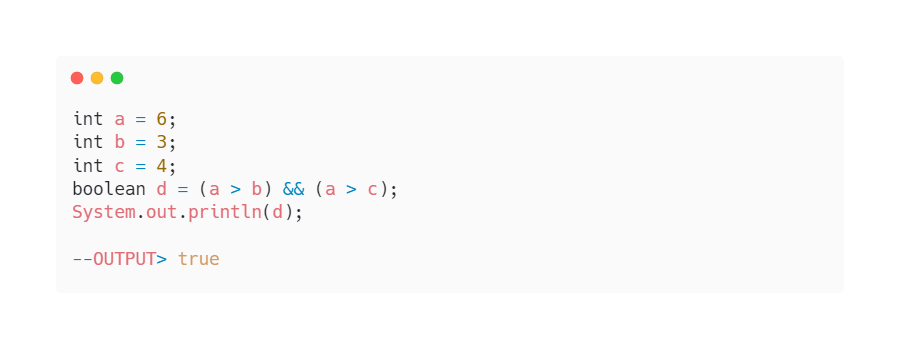 int a = 6;
int b = 3;
int c = 4;
boolean d = (a > b) && (a > c);
System.out.println(d);
--OUTPUT> true